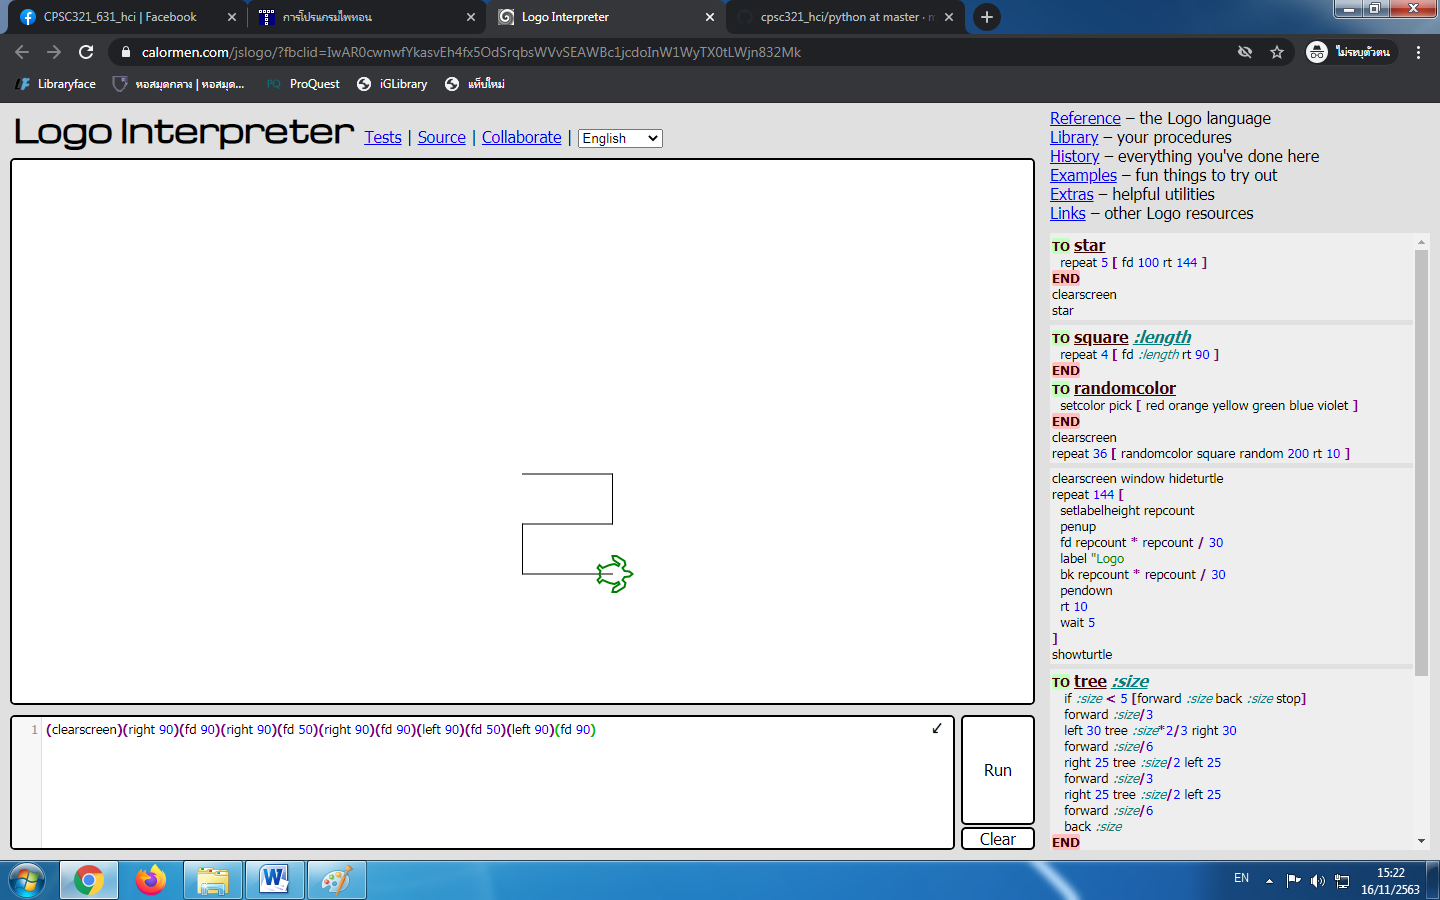 CPSC321_631_hci | Facebook
การโปรแกรมไพทอน
Logo Interpreter
cpsc321_hci/python at master ·
calormen.com/jslogo/?fbclid=IwAR0cwnwfYkasvEh4fx5OdSrqbsWVvSEAWBc1jcdoInW1WyTX0tLWjn832Mk
ไม่ระบุตัวตน
Libraryface
หอสมุดกลาง | หอสมุด...
PQ ProQuest
iGLibrary
แท็บใหม่
Logo Interpreter
Tests | Source | Collaborate | English
Reference – the Logo language
Library – your procedures
History – everything you've done here
Examples – fun things to try out
Extras – helpful utilities
Links – other Logo resources
TO star
repeat 5 [ fd 100 rt 144 ]
END
clearscreen
star
TO square :length
repeat 4 [ fd :length rt 90 ]
END
TO randomcolor
setcolor pick [ red orange yellow green blue violet ]
END
clearscreen
repeat 36 [ randomcolor square random 200 rt 10 ]
clearscreen window hideturtle
repeat 144 [
setlabelheight repcount
penup
fd repcount * repcount / 30
label "Logo
bk repcount * repcount / 30
pendown
rt 10
wait 5
]
showturtle
TO tree :size
if :size < 5 [forward :size back :size stop]
forward :size/3
left 30 tree :size*2/3 right 30
forward :size/6
right 25 tree :size/2 left 25
forward :size/3
right 25 tree :size/2 left 25
forward :size/6
back :size
END
1 (clearscreen)(right 90)(fd 90)(right 90)(fd 50)(right 90)(fd 90)(left 90)(fd 50)(left 90)(fd 90)
Run
Clear
EN
15:22
16/11/2563